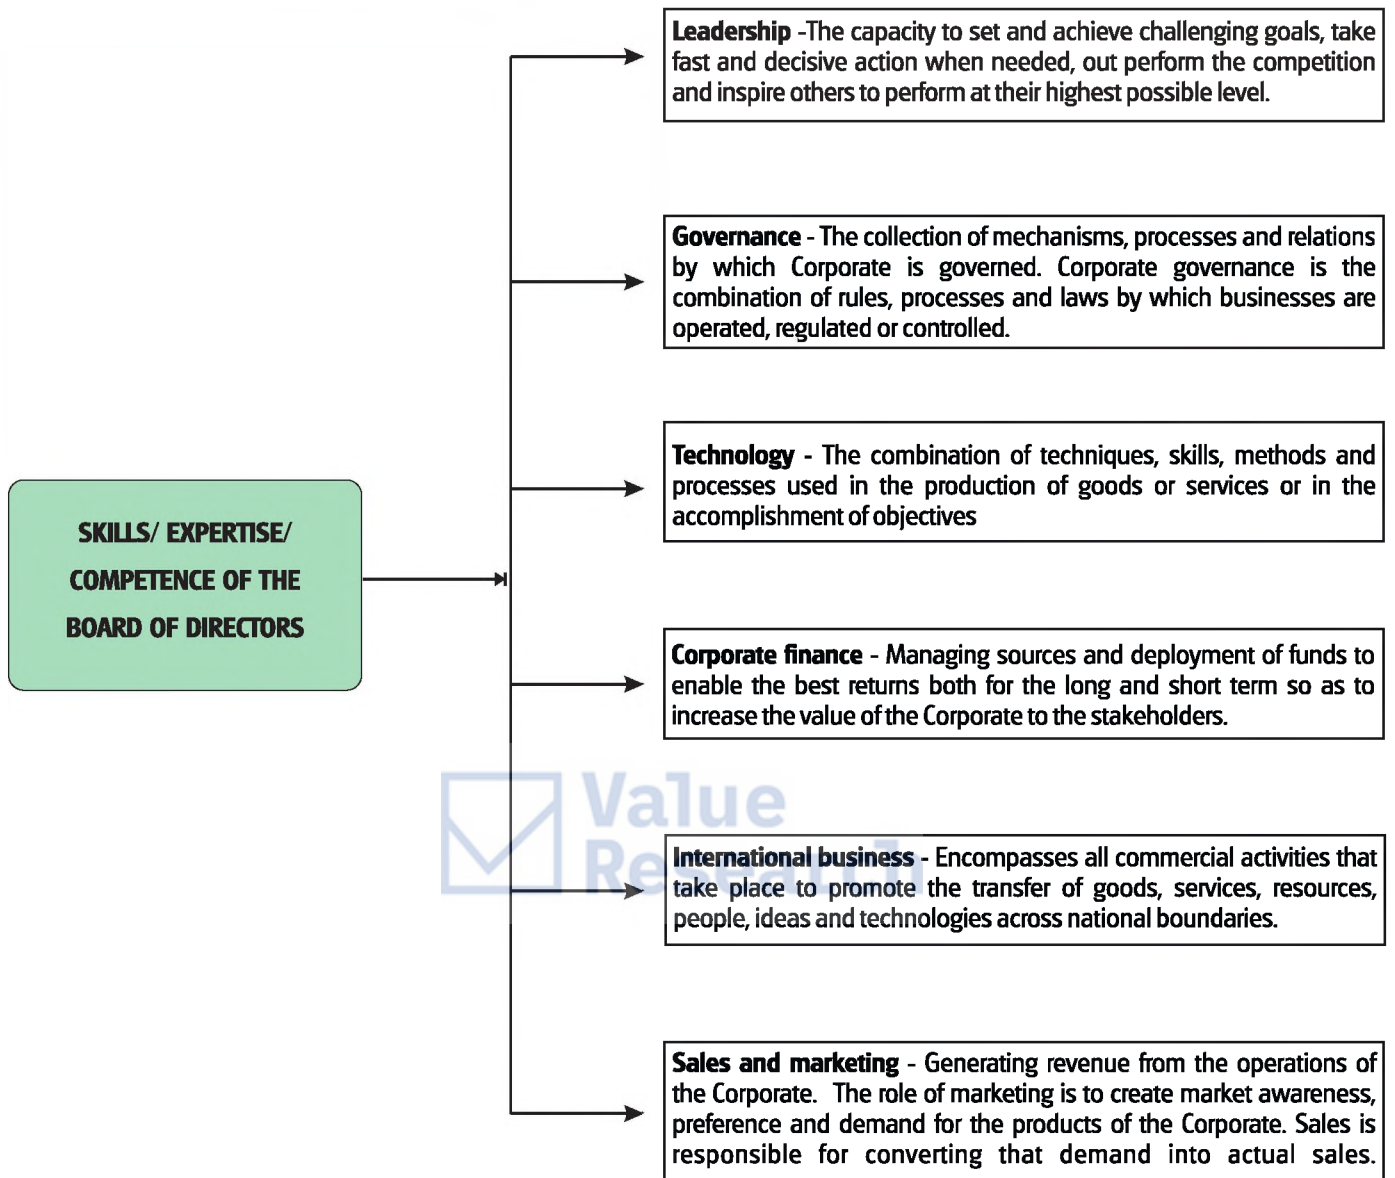 Leadership -The capacity to set and achieve challenging goals, take
fast and decisive action when needed, out perform the competition
and inspire others to perform at their highest possible level.
Governance - The collection of mechanisms, processes and relations
by which Corporate is governed. Corporate governance is the
combination of rules, processes and laws by which businesses are
operated, regulated or controlled.
Technology - The combination of techniques, skills, methods and
processes used in the production of goods or services or in the
accomplishment of objectives
SKILLS/ EXPERTISE/
COMPETENCE OF THE
BOARD OF DIRECTORS
Corporate finance - Managing sources and deployment of funds to
enable the best returns both for the long and short term so as to
increase the value of the Corporate to the stakeholders.
Value
Research
International business - Encompasses all commercial activities that
take place to promote the transfer of goods, services, resources,
people, ideas and technologies across national boundaries.
Sales and marketing - Generating revenue from the operations of
the Corporate. The role of marketing is to create market awareness,
preference and demand for the products of the Corporate. Sales is
responsible for converting that demand into actual sales.